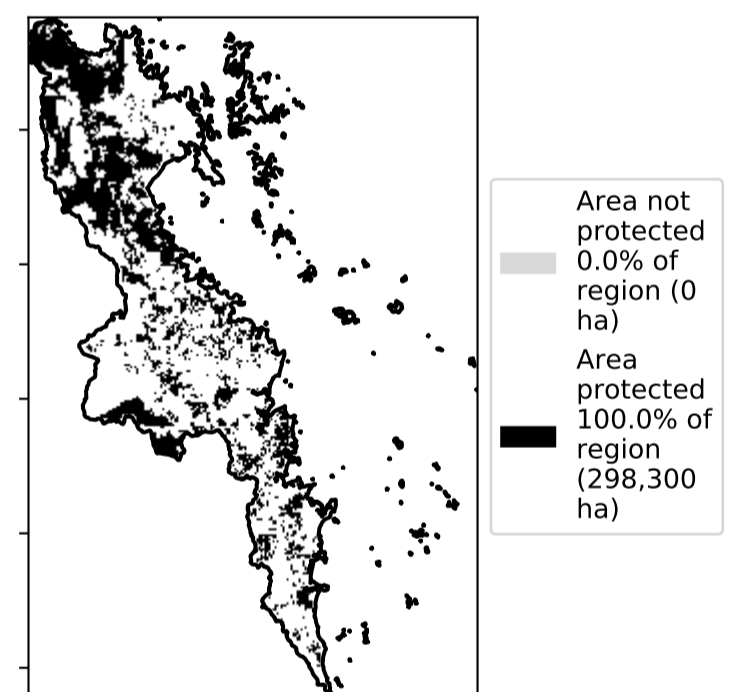 Area not
protected
0.0% of
region (0
ha)
Area
protected
100.0% of
region
(298,300
ha)